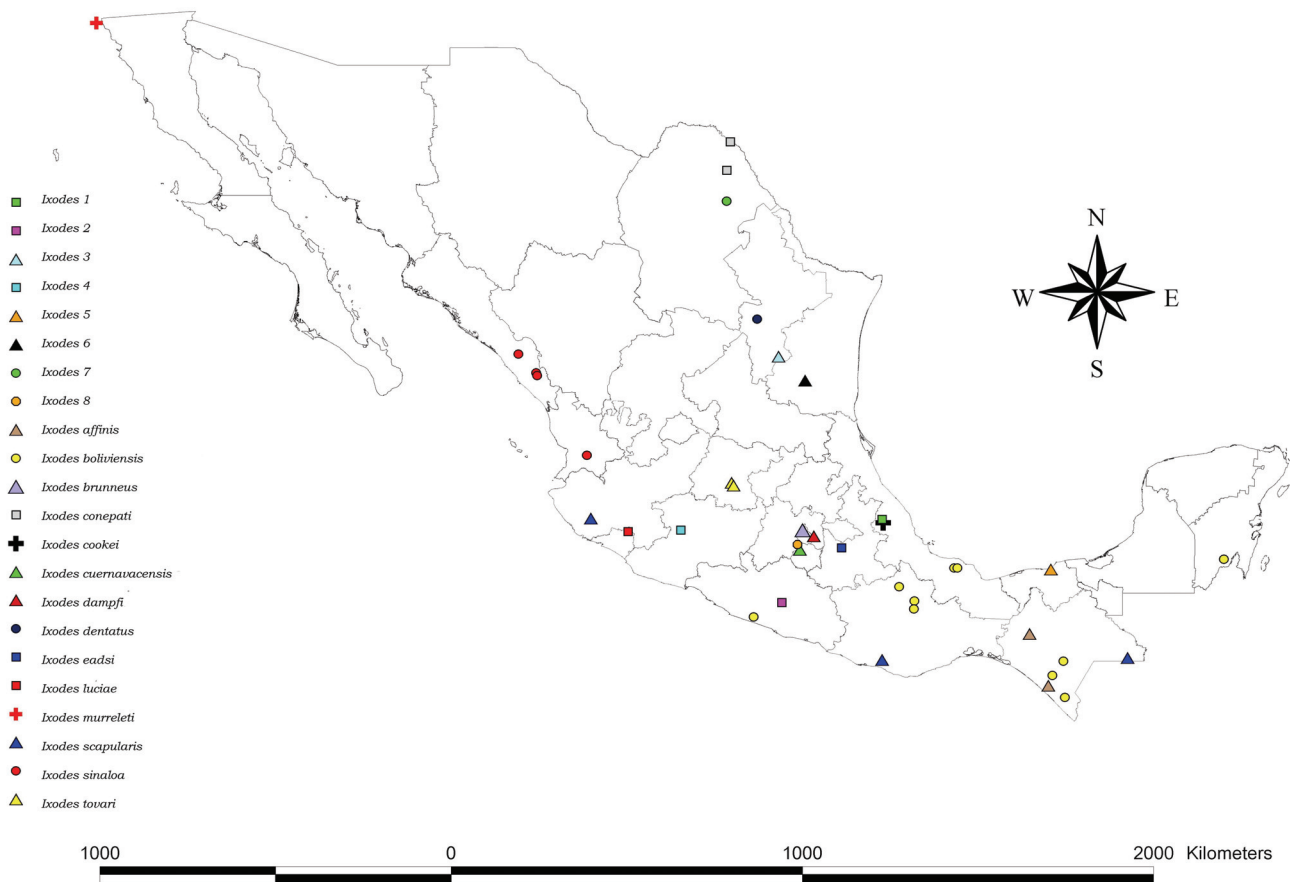 N
W E
S
Ixodes 1
Ixodes 2
Ixodes 3
Ixodes 4
Ixodes 5
Ixodes 6
Ixodes 7
Ixodes 8
Ixodes affinis
Ixodes boliviensis
Ixodes brunneus
Ixodes conepati
Ixodes cookei
Ixodes cuernavacensis
Ixodes dampfi
Ixodes dentatus
Ixodes eadsi
Ixodes luciae
Ixodes murreleti
Ixodes scapularis
Ixodes sinaloa
Ixodes tovari
1000 0 1000 2000 Kilometers